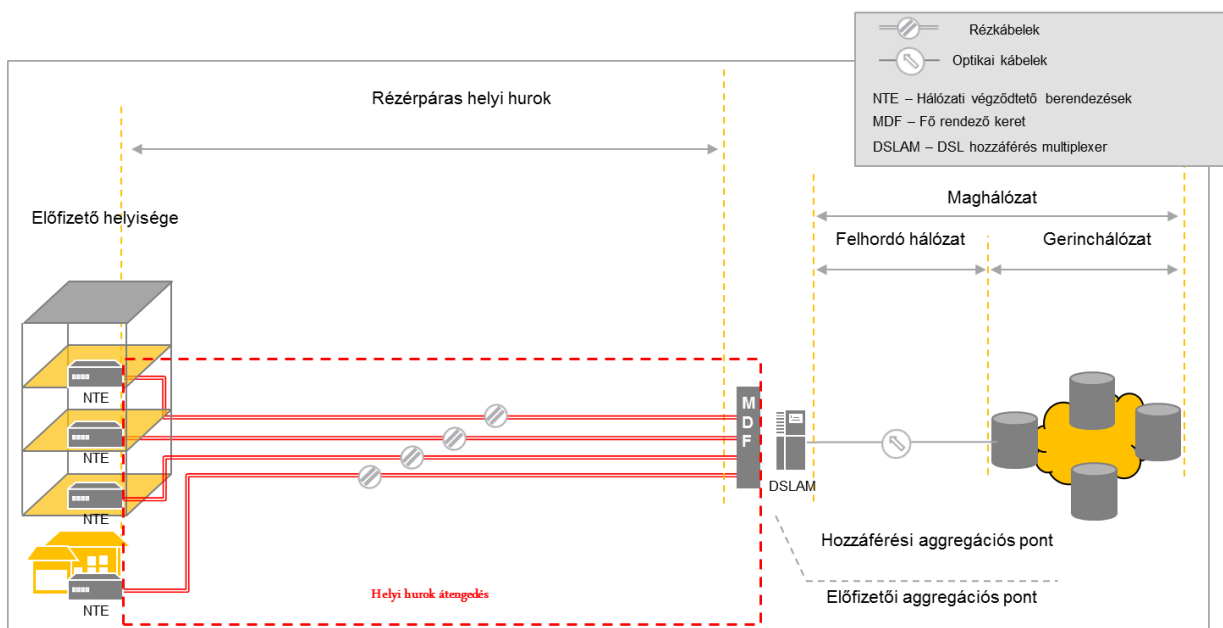 Rézkábelek
Optikai kábelek
NTE – Hálózati végződtető berendezések
MDF – Fő rendező keret
DSLAM – DSL hozzáférés multiplexer
Rézérpáras helyi hurok
Maghálózat
Előfizető helyisége
Felhordó hálózat
Gerinchálózat
NTE
NTE
NTE
NTE
MDF
DSLAM
Hozzáférési aggregációs pont
Helyi hurok átengedés
Előfizetői aggregációs pont